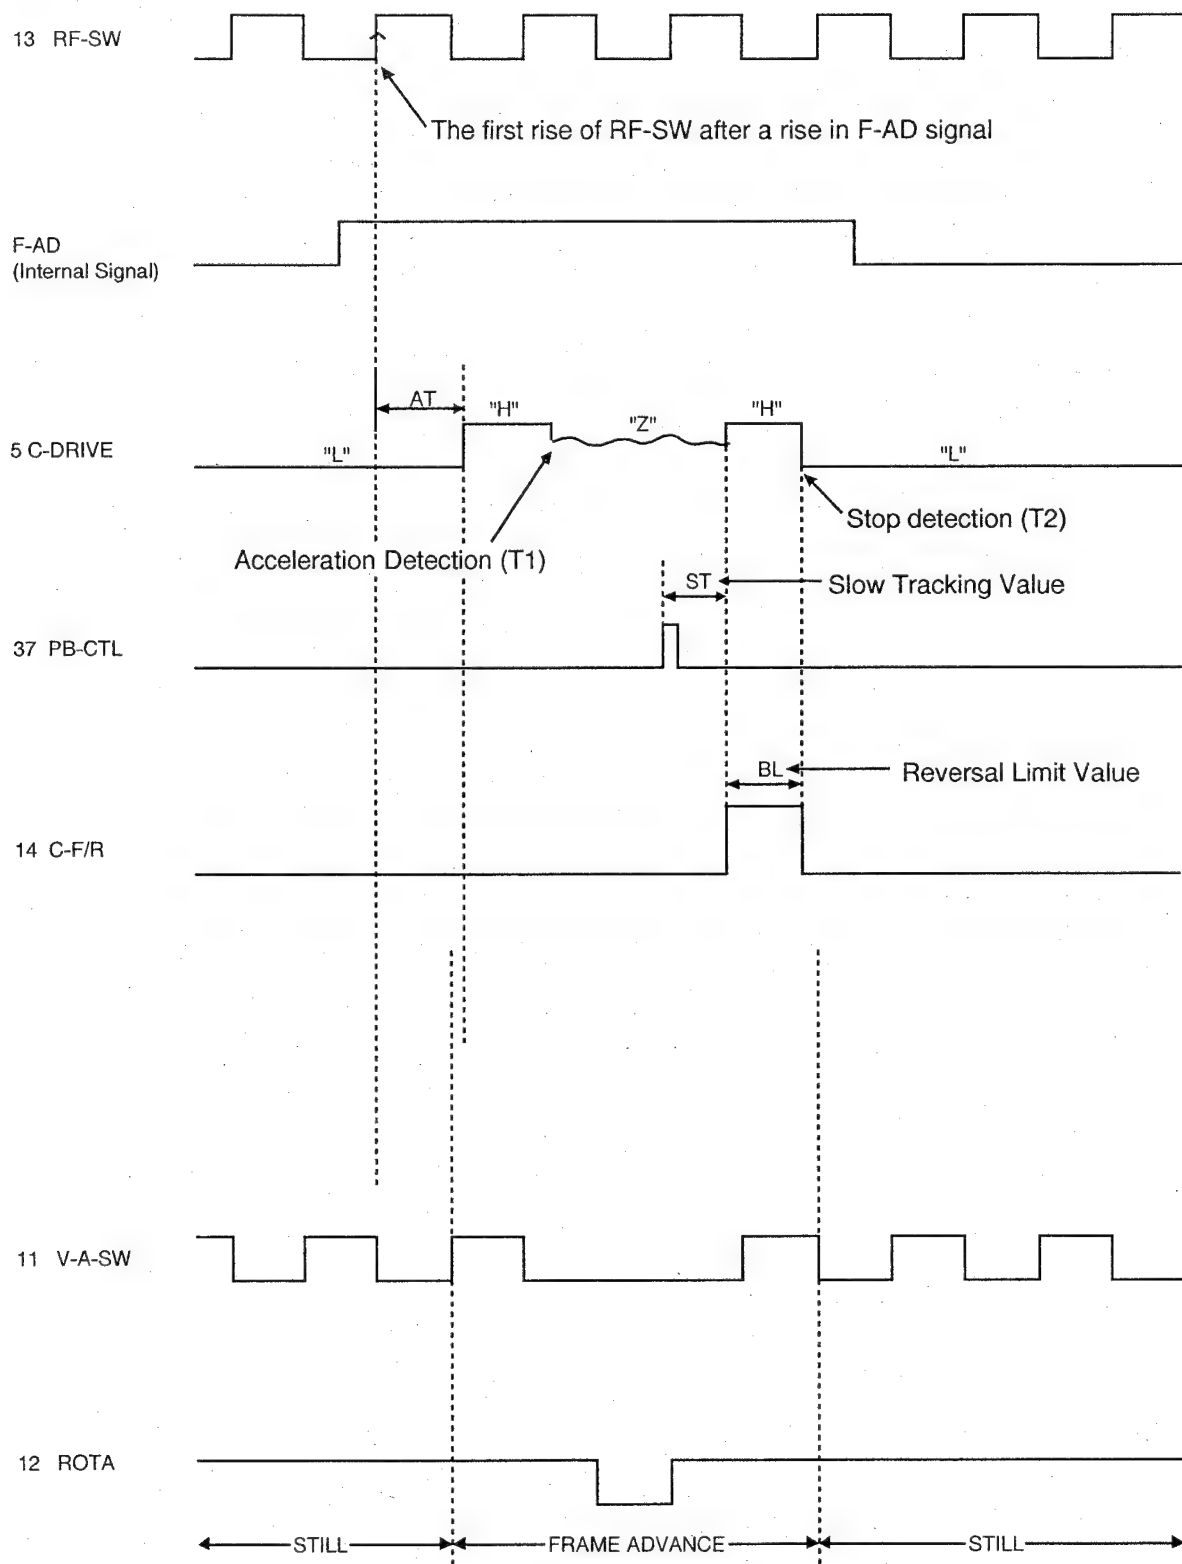 13 RF-SW
The first rise of RF-SW after a rise in F-AD signal
F-AD
(Internal Signal)
AT
"H"
"Z"
"H"
5 C-DRIVE
"L"
"L"
Stop detection (T2)
Acceleration Detection (T1)
ST
Slow Tracking Value
37 PB-CTL
BL
Reversal Limit Value
14 C-F/R
11 V-A-SW
12 ROTA
STILL
FRAME ADVANCE
STILL